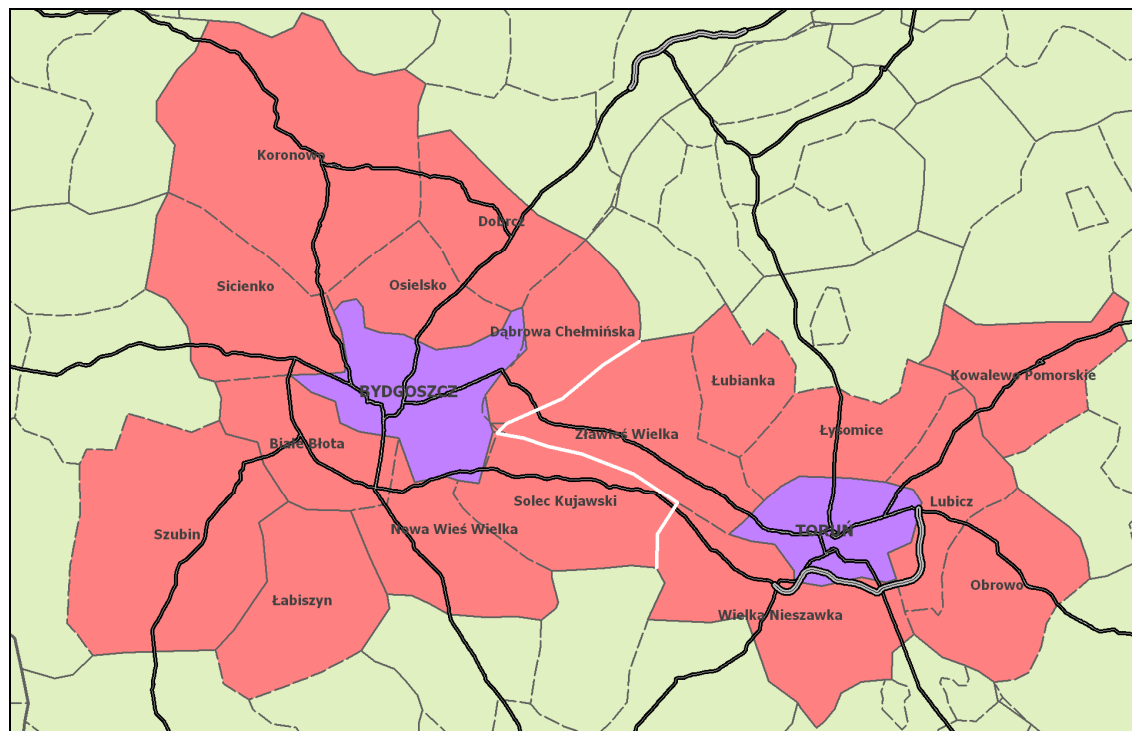 Koronowo
Dobrcz
Sicienko
Osielsko
Dąbrowa Chełmińska
Łubianka
Kowalewo Pomorskie
BYDGOSZCZ
Białe Błota
Zławieś Wielka
Łysomice
Solec Kujawski
Lubicz
Szubin
Nowa Wieś Wielka
TORUŃ
Łabiszyn
Obrowo
Wielka Nieszawka